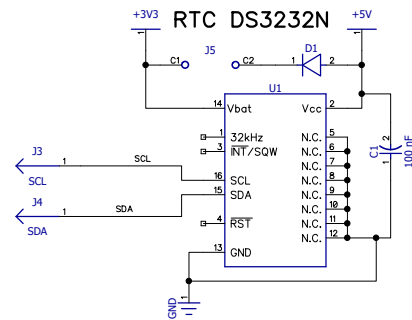 +3V3 RTC DS3232N +5V
1 J5 D1 1
C1 C2 1 2
U1
14 Vbat Vcc 2
1 32kHz N.C. 5
3 INT/SQW N.C. 6
N.C. 7
J3 1 SCL 16 SCL N.C. 8
SCL 15 SDA N.C. 9
J4 1 SDA N.C. 10
SDA 4 RST N.C. 11
N.C. 12
13 GND
C1 100 nF
1 2
GND 1